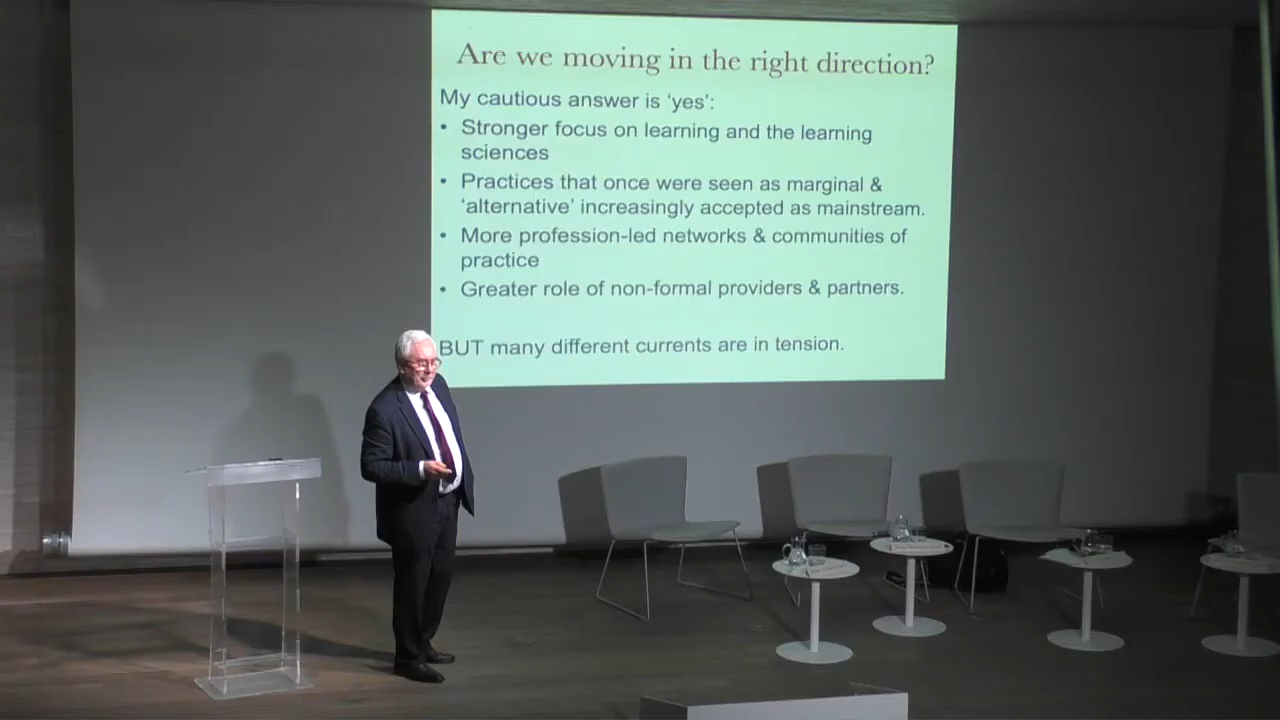 Are we moving in the right direction?
My cautious answer is ‘yes’:
• Stronger focus on learning and the learning
sciences
• Practices that once were seen as marginal &
‘alternative’ increasingly accepted as mainstream.
• More profession-led networks & communities of
practice
• Greater role of non-formal providers & partners.
BUT many different currents are in tension.